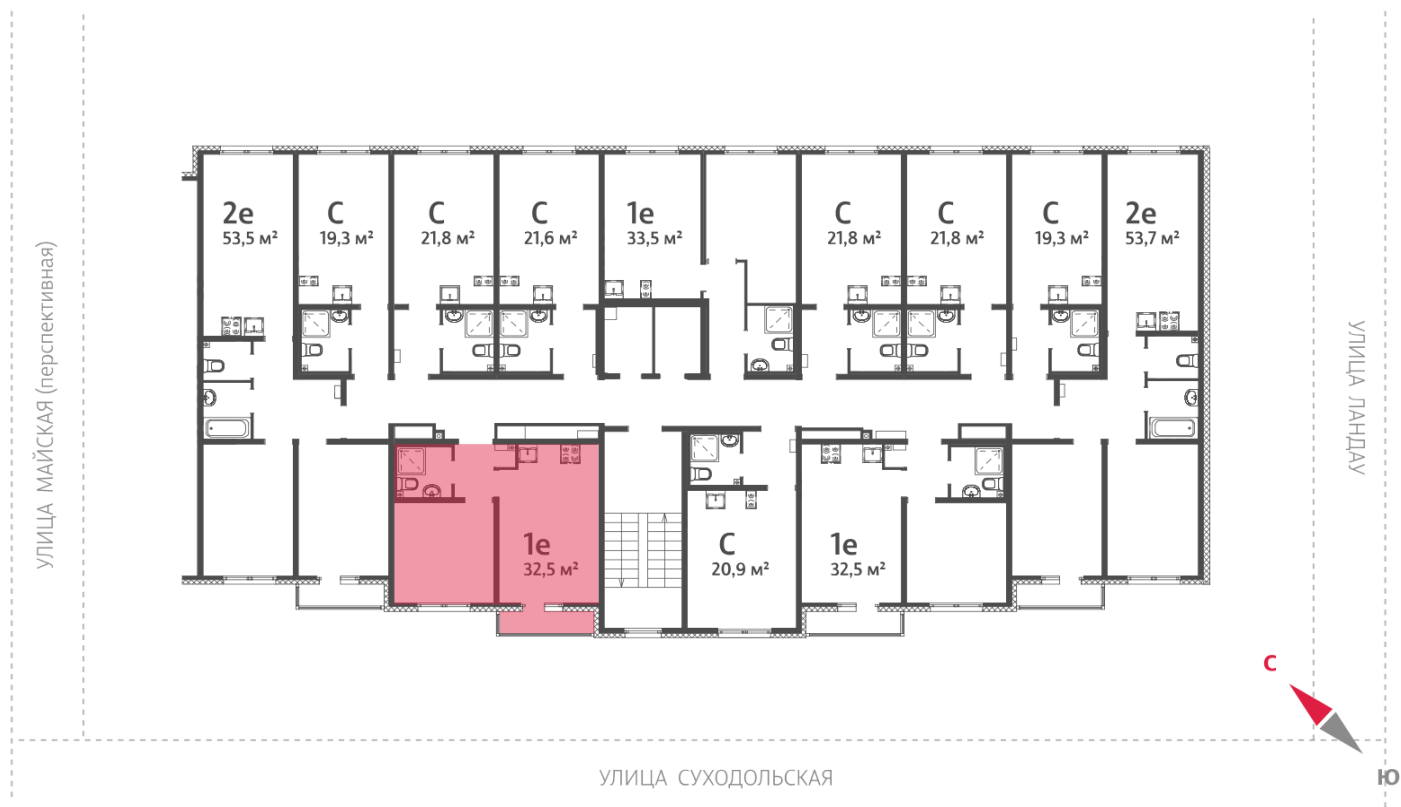 2е
53,5 м²
С
19,3 м²
С
21,8 м²
С
21,6 м²
1е
33,5 м²
С
21,8 м²
С
21,8 м²
С
19,3 м²
2е
53,7 м²
1е
32,5 м²
С
20,9 м²
1е
32,5 м²
УЛИЦА МАЙСКАЯ (перспективная)
УЛИЦА ЛАНДАУ
С
Ю
УЛИЦА СУХОДОЛЬСКАЯ